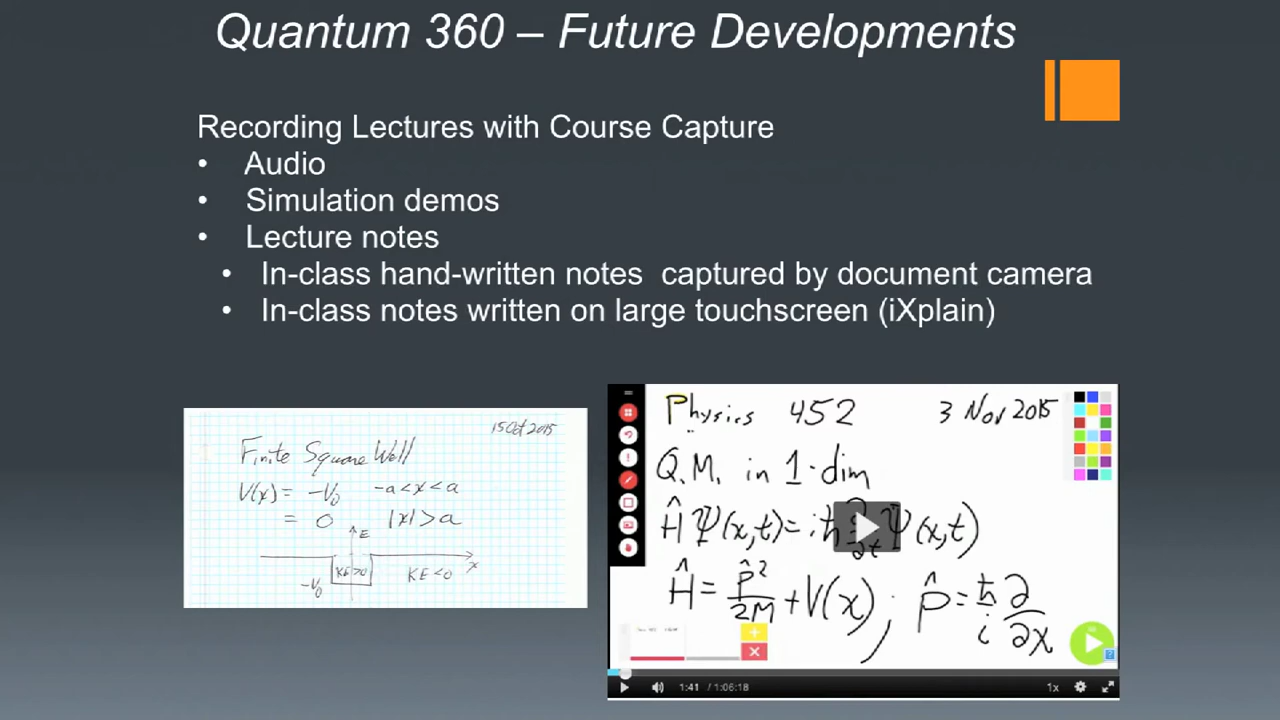 Quantum 360 – Future Developments
Recording Lectures with Course Capture
• Audio
• Simulation demos
• Lecture notes
• In-class hand-written notes captured by document camera
• In-class notes written on large touchscreen (iXplain)
15 Oct 2015
Finite Square Well
V(x) = -V₀ -a<x<a
= 0 |x|>a
E
KE>0 KE<0 x
-V₀
Physics 452 3 Nov 2015
Q.M. in 1-dim
Ĥ Ψ(x,t) = iħ ∂/∂t Ψ(x,t)
Ĥ = p̂²/2M + V(x) ; p̂ = ħ/i ∂/∂x
1:41 / 1:06:18 1x